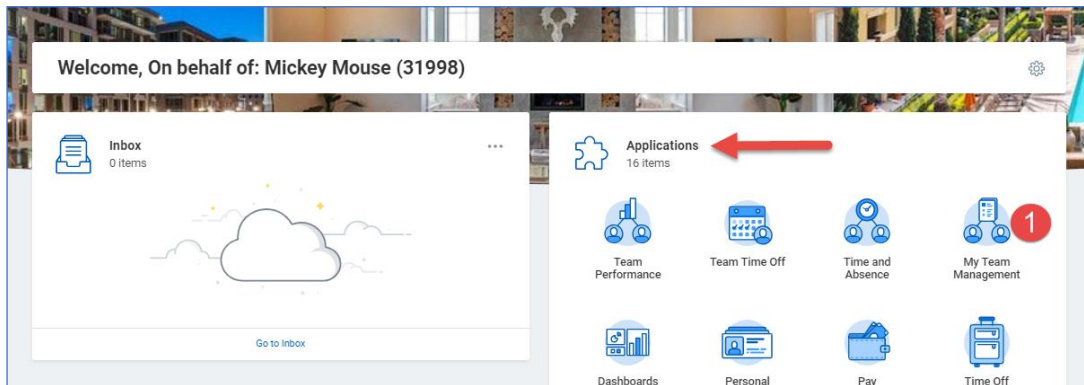 Welcome, On behalf of: Mickey Mouse (31998)
Inbox
0 items
Go to Inbox
Applications
16 items
Team
Performance
Team Time Off
Time and
Absence
My Team
Management
1
Dashboards
Personal
Pay
Time Off